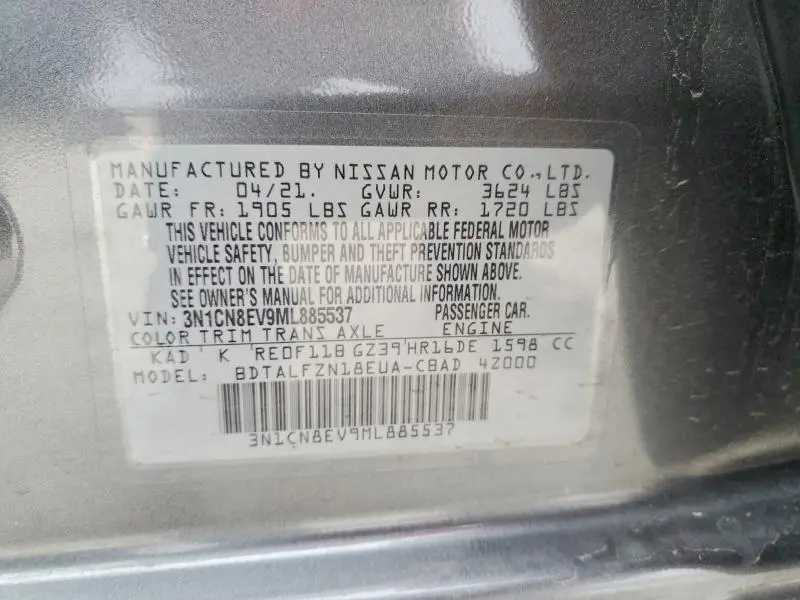 MANUFACTURED BY NISSAN MOTOR CO.,LTD.
DATE: 04/21. GVWR: 3624 LBS
GAWR FR: 1905 LBS GAWR RR: 1720 LBS
THIS VEHICLE CONFORMS TO ALL APPLICABLE FEDERAL MOTOR
VEHICLE SAFETY, BUMPER AND THEFT PREVENTION STANDARDS
IN EFFECT ON THE DATE OF MANUFACTURE SHOWN ABOVE.
SEE OWNER'S MANUAL FOR ADDITIONAL INFORMATION.
VIN: 3N1CN8EV9ML885537 PASSENGER CAR.
COLOR TRIM TRANS AXLE ENGINE
KAD K RE0F11B GZ39 HR16DE 1598 CC
MODEL: BDTALFZN18EUA-CBAD 4Z000
3N1CN8EV9ML885537